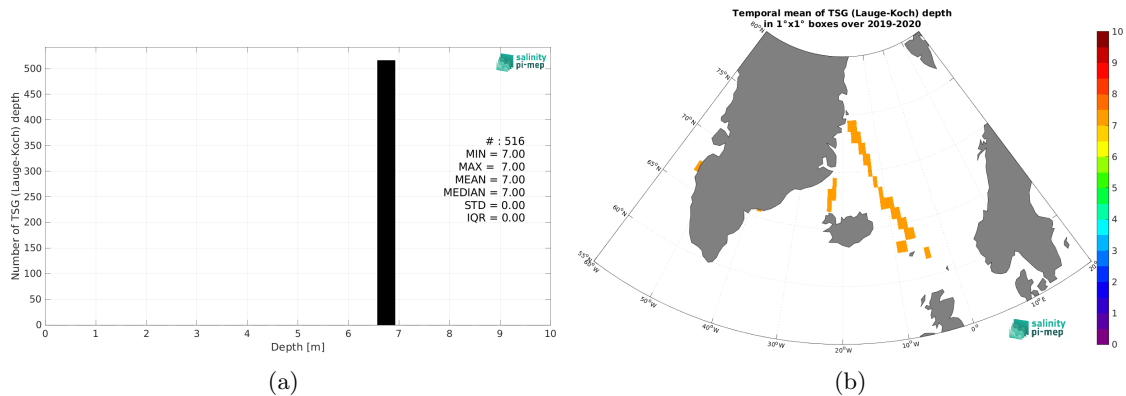 500
450
400
350
300
250
200
150
100
50
0
Number of TSG (Lauge-Koch) depth
salinity
pi-mep
# : 516
MIN = 7.00
MAX = 7.00
MEAN = 7.00
MEDIAN = 7.00
STD = 0.00
IQR = 0.00
0 1 2 3 4 5 6 7 8 9 10
Depth [m]
(a)
Temporal mean of TSG (Lauge-Koch) depth
in 1°x1° boxes over 2019-2020
80°N
75°N
70°N
65°N
60°N
55°N
60°W
50°W
40°W
30°W
20°W
10°W
0°
10°E
salinity
pi-mep
10
9
8
7
6
5
4
3
2
1
0
(b)